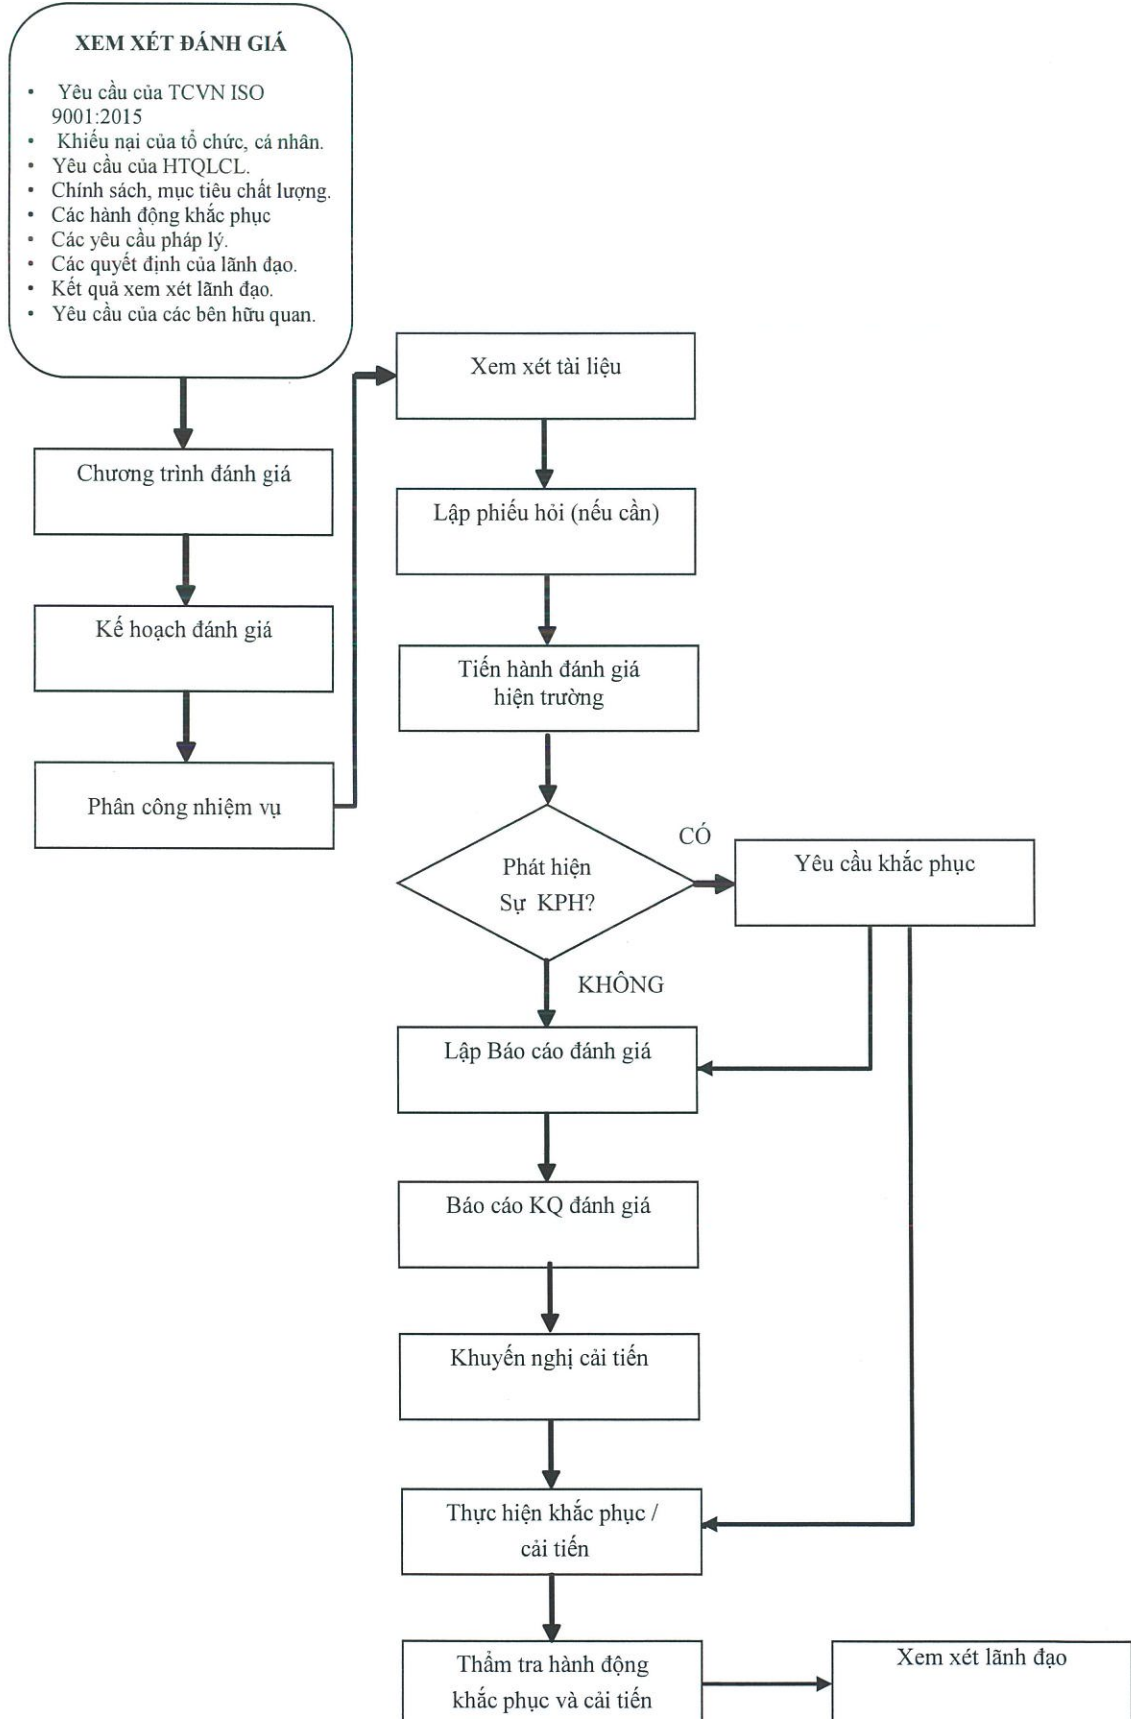 XEM XÉT ĐÁNH GIÁ
• Yêu cầu của TCVN ISO
9001:2015
• Khiếu nại của tổ chức, cá nhân.
• Yêu cầu của HTQLCL.
• Chính sách, mục tiêu chất lượng.
• Các hành động khắc phục
• Các yêu cầu pháp lý.
• Các quyết định của lãnh đạo.
• Kết quả xem xét lãnh đạo.
• Yêu cầu của các bên hữu quan.
Chương trình đánh giá
Kế hoạch đánh giá
Phân công nhiệm vụ
Xem xét tài liệu
Lập phiếu hỏi (nếu cần)
Tiến hành đánh giá
hiện trường
Phát hiện
Sự KPH?
CÓ
Yêu cầu khắc phục
KHÔNG
Lập Báo cáo đánh giá
Báo cáo KQ đánh giá
Khuyến nghị cải tiến
Thực hiện khắc phục /
cải tiến
Thẩm tra hành động
khắc phục và cải tiến
Xem xét lãnh đạo